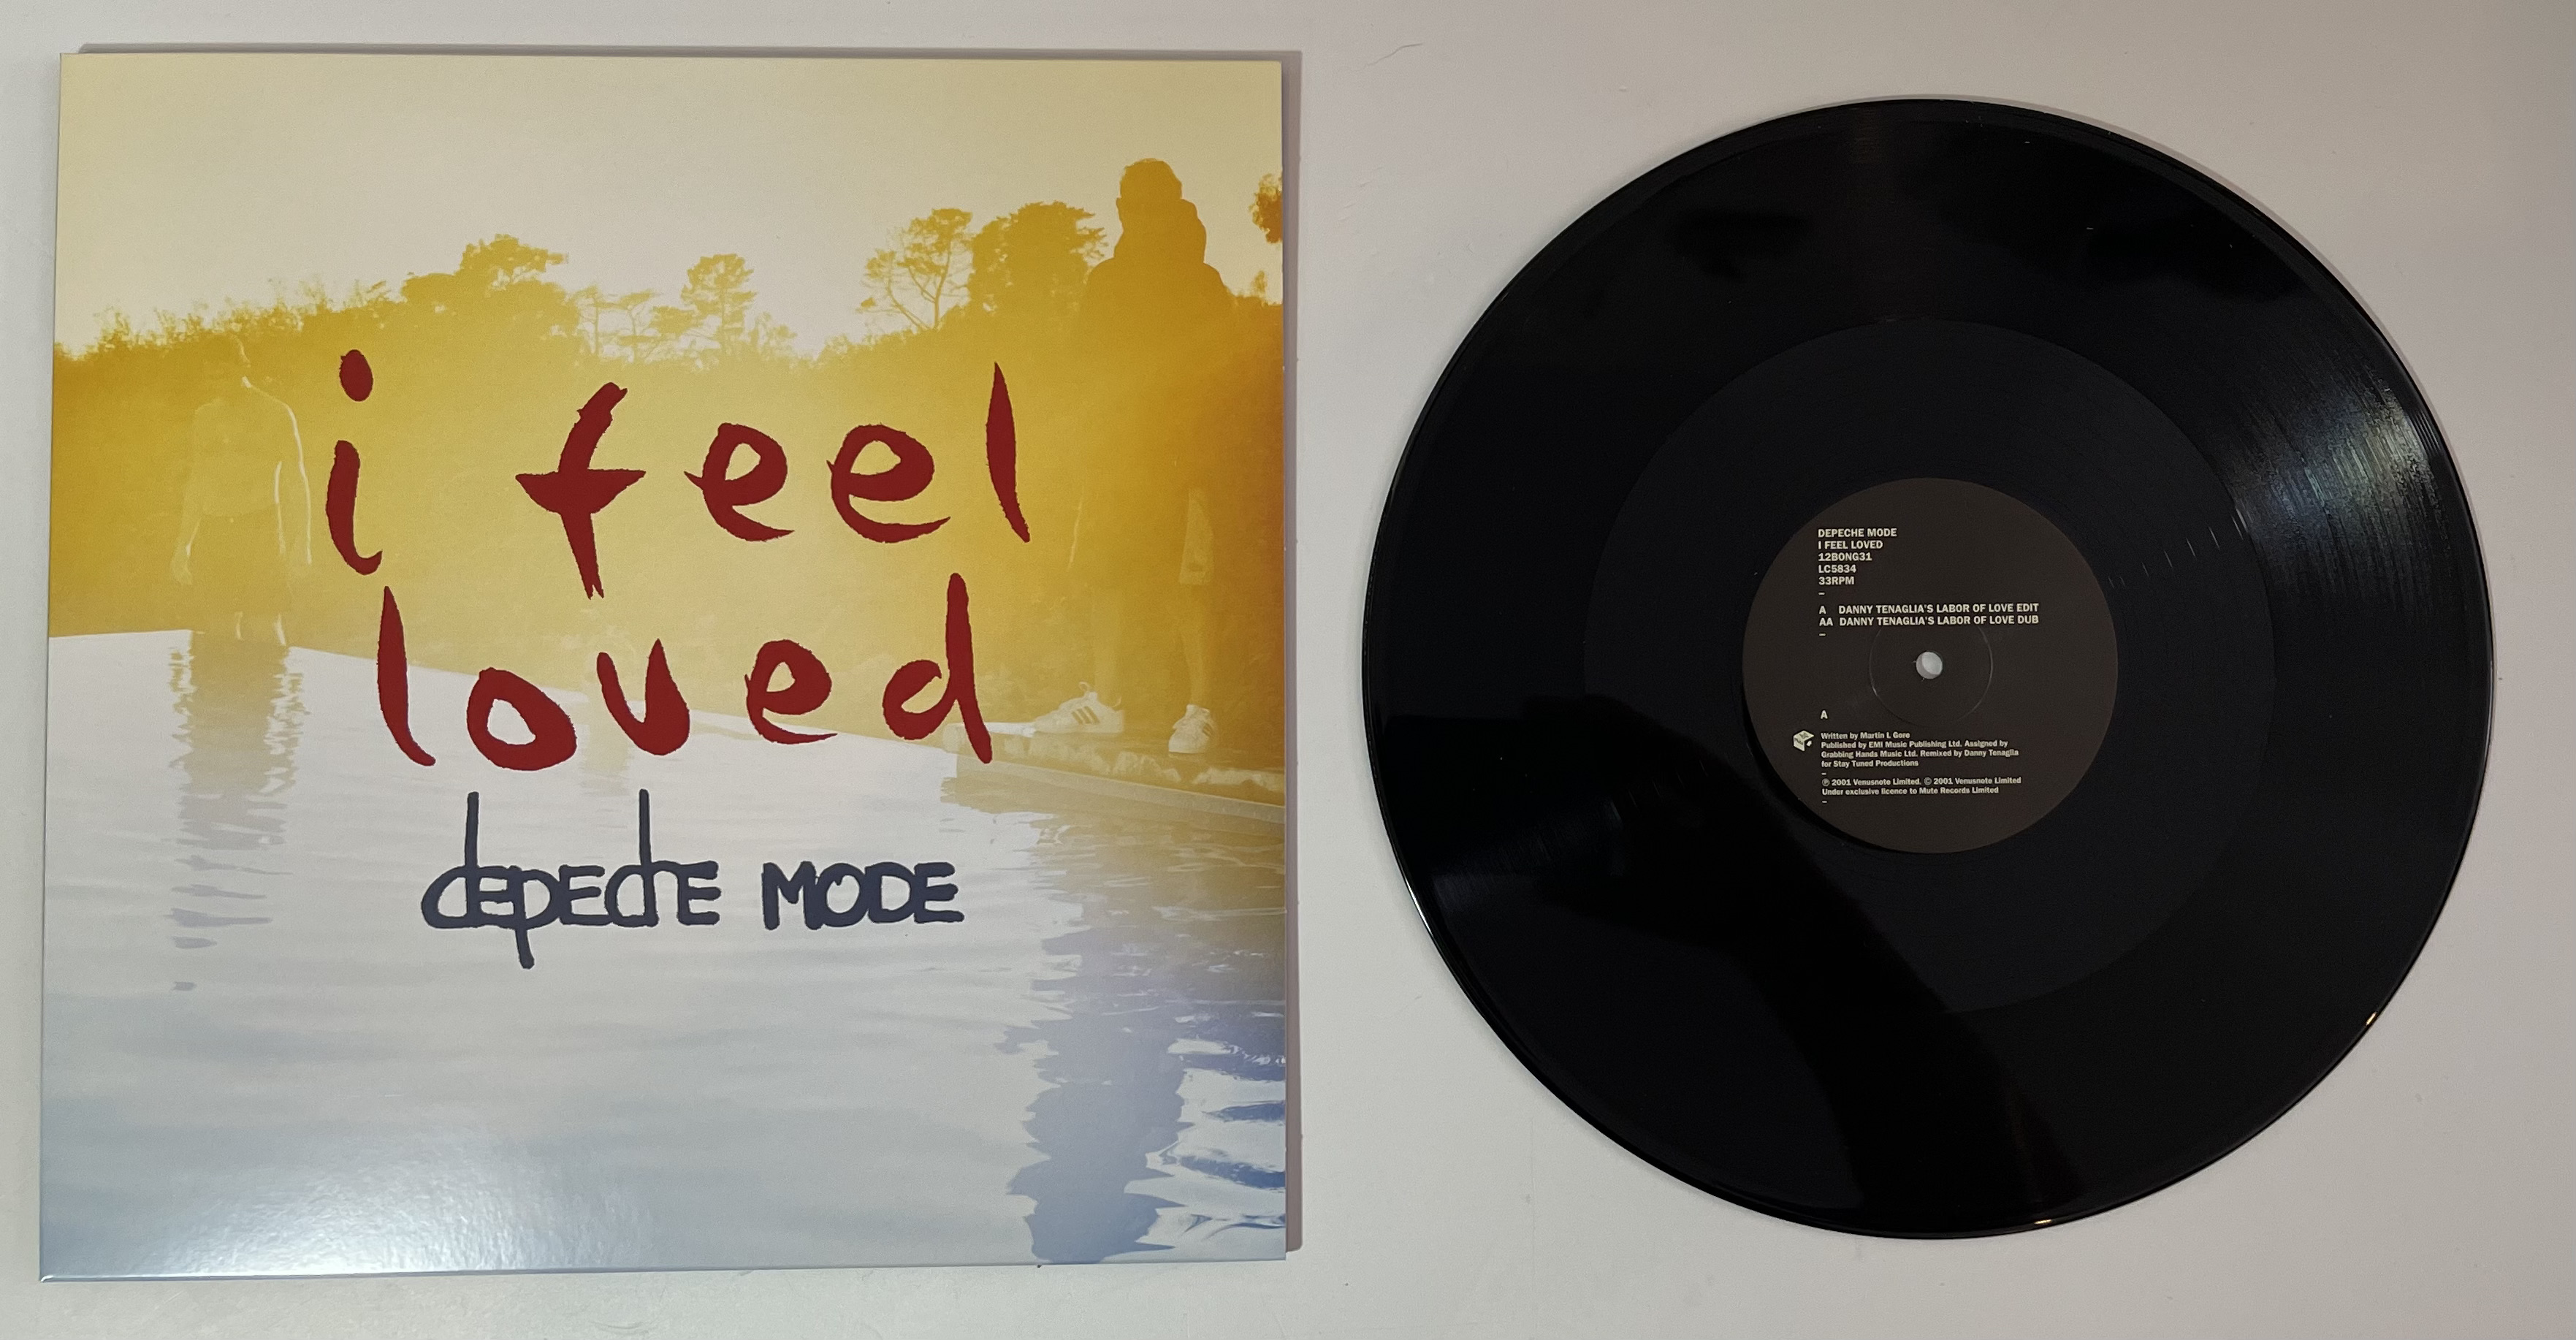 i feel
loved
depeche MODE
DEPECHE MODE
I FEEL LOVED
12BONG31
LC5834
33RPM
–
A DANNY TENAGLIA'S LABOR OF LOVE EDIT
AA DANNY TENAGLIA'S LABOR OF LOVE DUB
–
A
Written by Martin L Gore
Published by EMI Music Publishing Ltd. Assigned by
Grabbing Hands Music Ltd. Remixed by Danny Tenaglia
for Stay Tuned Productions
–
℗ 2001 Venusnote Limited. © 2001 Venusnote Limited
Under exclusive licence to Mute Records Limited
–